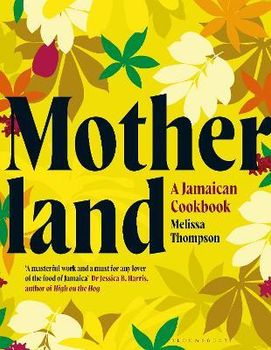 Mother
land
A Jamaican
Cookbook
Melissa
Thompson
'A masterful work and a must for any lover
of the food of Jamaica' Dr Jessica B. Harris,
author of High on the Hog
BLOOMSBURY